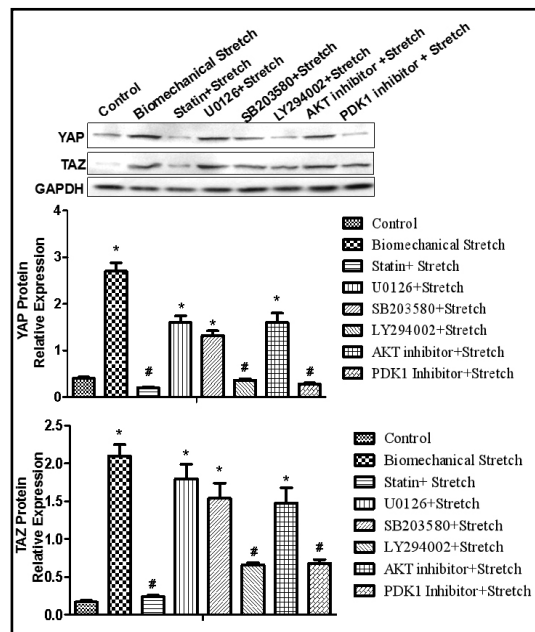 Control
Biomechanical Stretch
Statin+Stretch
U0126+Stretch
SB203580+Stretch
LY294002+Stretch
AKT inhibitor +Stretch
PDK1 inhibitor + Stretch
YAP
TAZ
GAPDH
YAP Protein
Relative Expression
4
3
2
1
0
*
#
*
*
#
*
#
Control
Biomechanical Stretch
Statin+ Stretch
U0126+Stretch
SB203580+Stretch
LY294002+Stretch
AKT inhibitor+Stretch
PDK1 Inhibitor+Stretch
TAZ Protein
Relative Expression
2.5
2.0
1.5
1.0
0.5
0.0
*
#
*
*
#
*
#
Control
Biomechanical Stretch
Statin+ Stretch
U0126+Stretch
SB203580+Stretch
LY294002+Stretch
AKT inhibitor+Stretch
PDK1 Inhibitor+Stretch